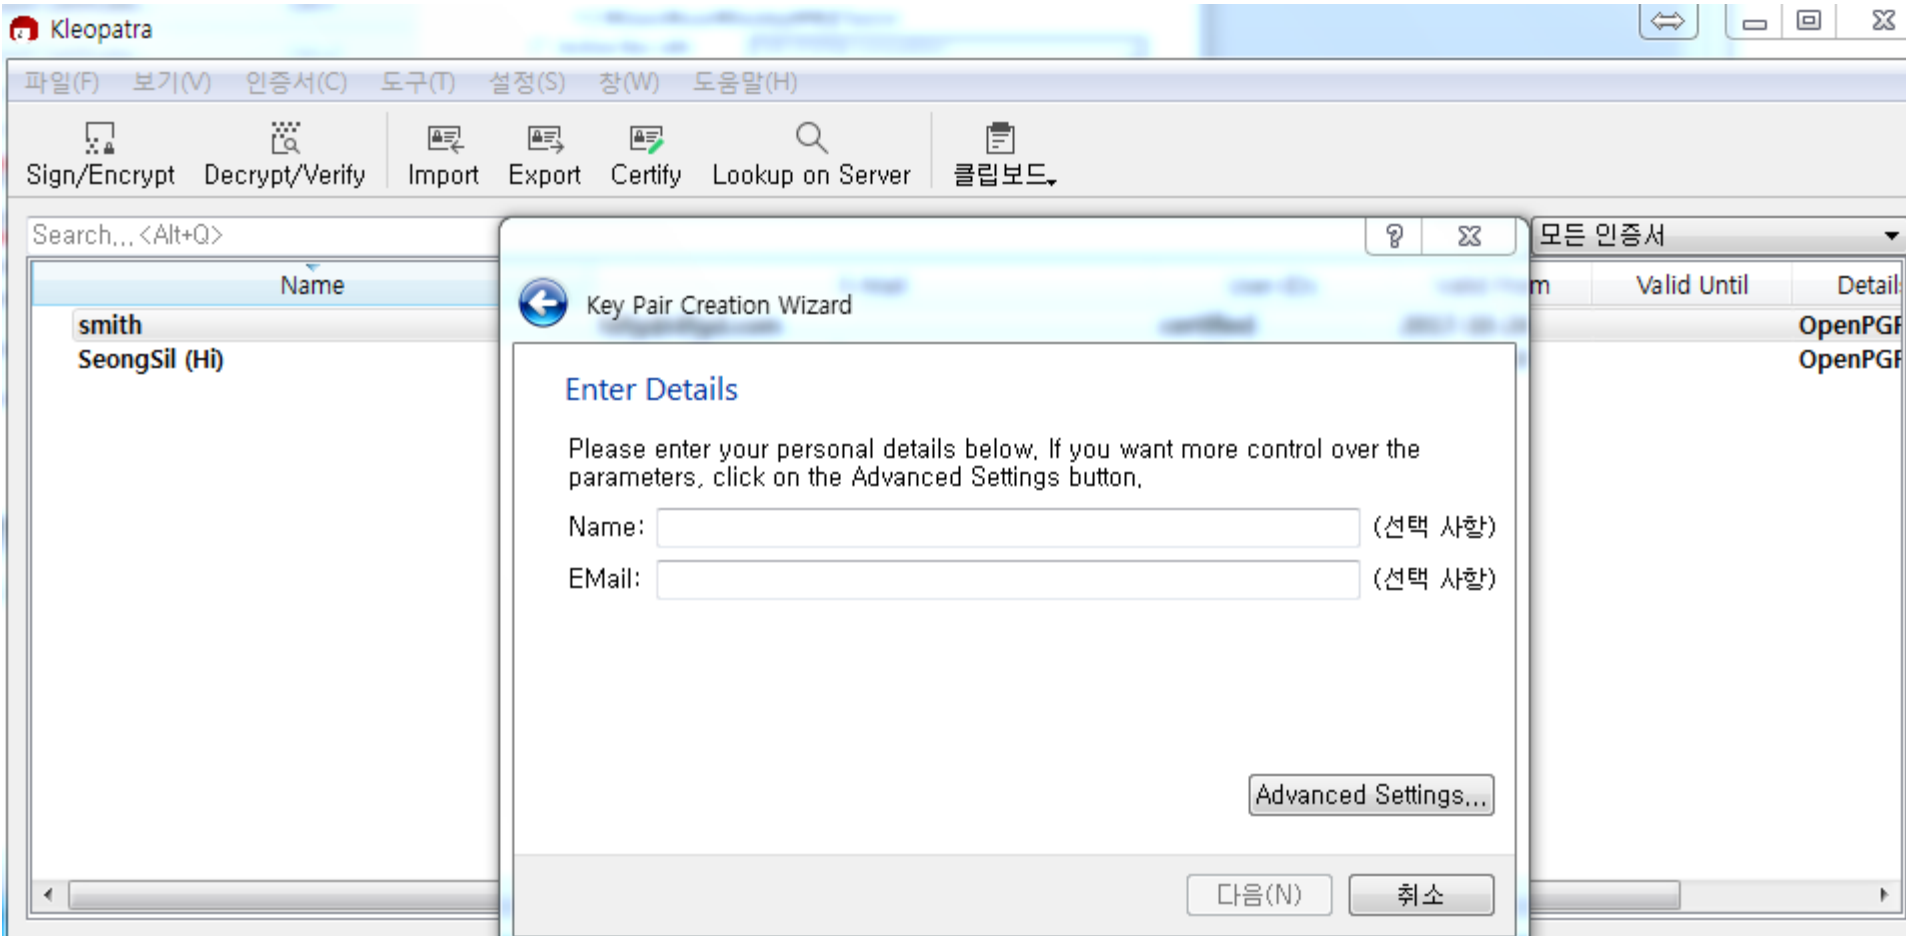 Kleopatra
파일(F) 보기(V) 인증서(C) 도구(T) 설정(S) 창(W) 도움말(H)
Sign/Encrypt Decrypt/Verify Import Export Certify Lookup on Server 클립보드
Search...<Alt+Q> 모든 인증서
Name Valid Until Details
smith OpenPGP
SeongSil (Hi) OpenPGP
Key Pair Creation Wizard
Enter Details
Please enter your personal details below. If you want more control over the
parameters, click on the Advanced Settings button.
Name: (선택 사항)
EMail: (선택 사항)
Advanced Settings...
다음(N) 취소